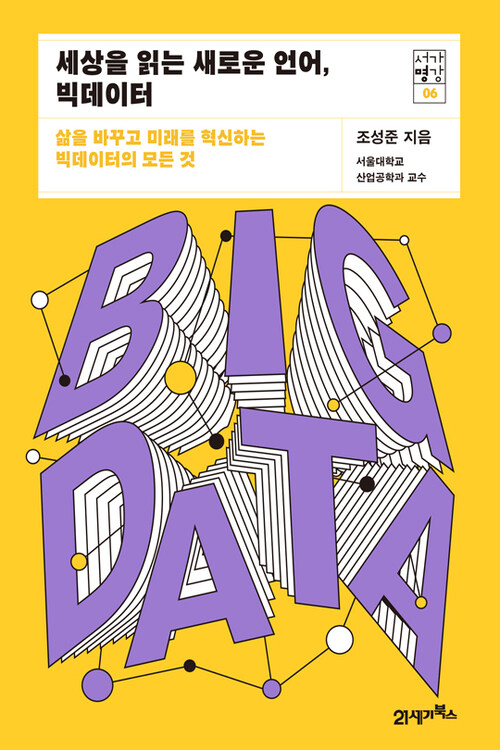 세상을 읽는 새로운 언어,
빅데이터
서가
명강
06
삶을 바꾸고 미래를 혁신하는
빅데이터의 모든 것
조성준 지음
서울대학교
산업공학과 교수
BIG
DATA
21세기북스